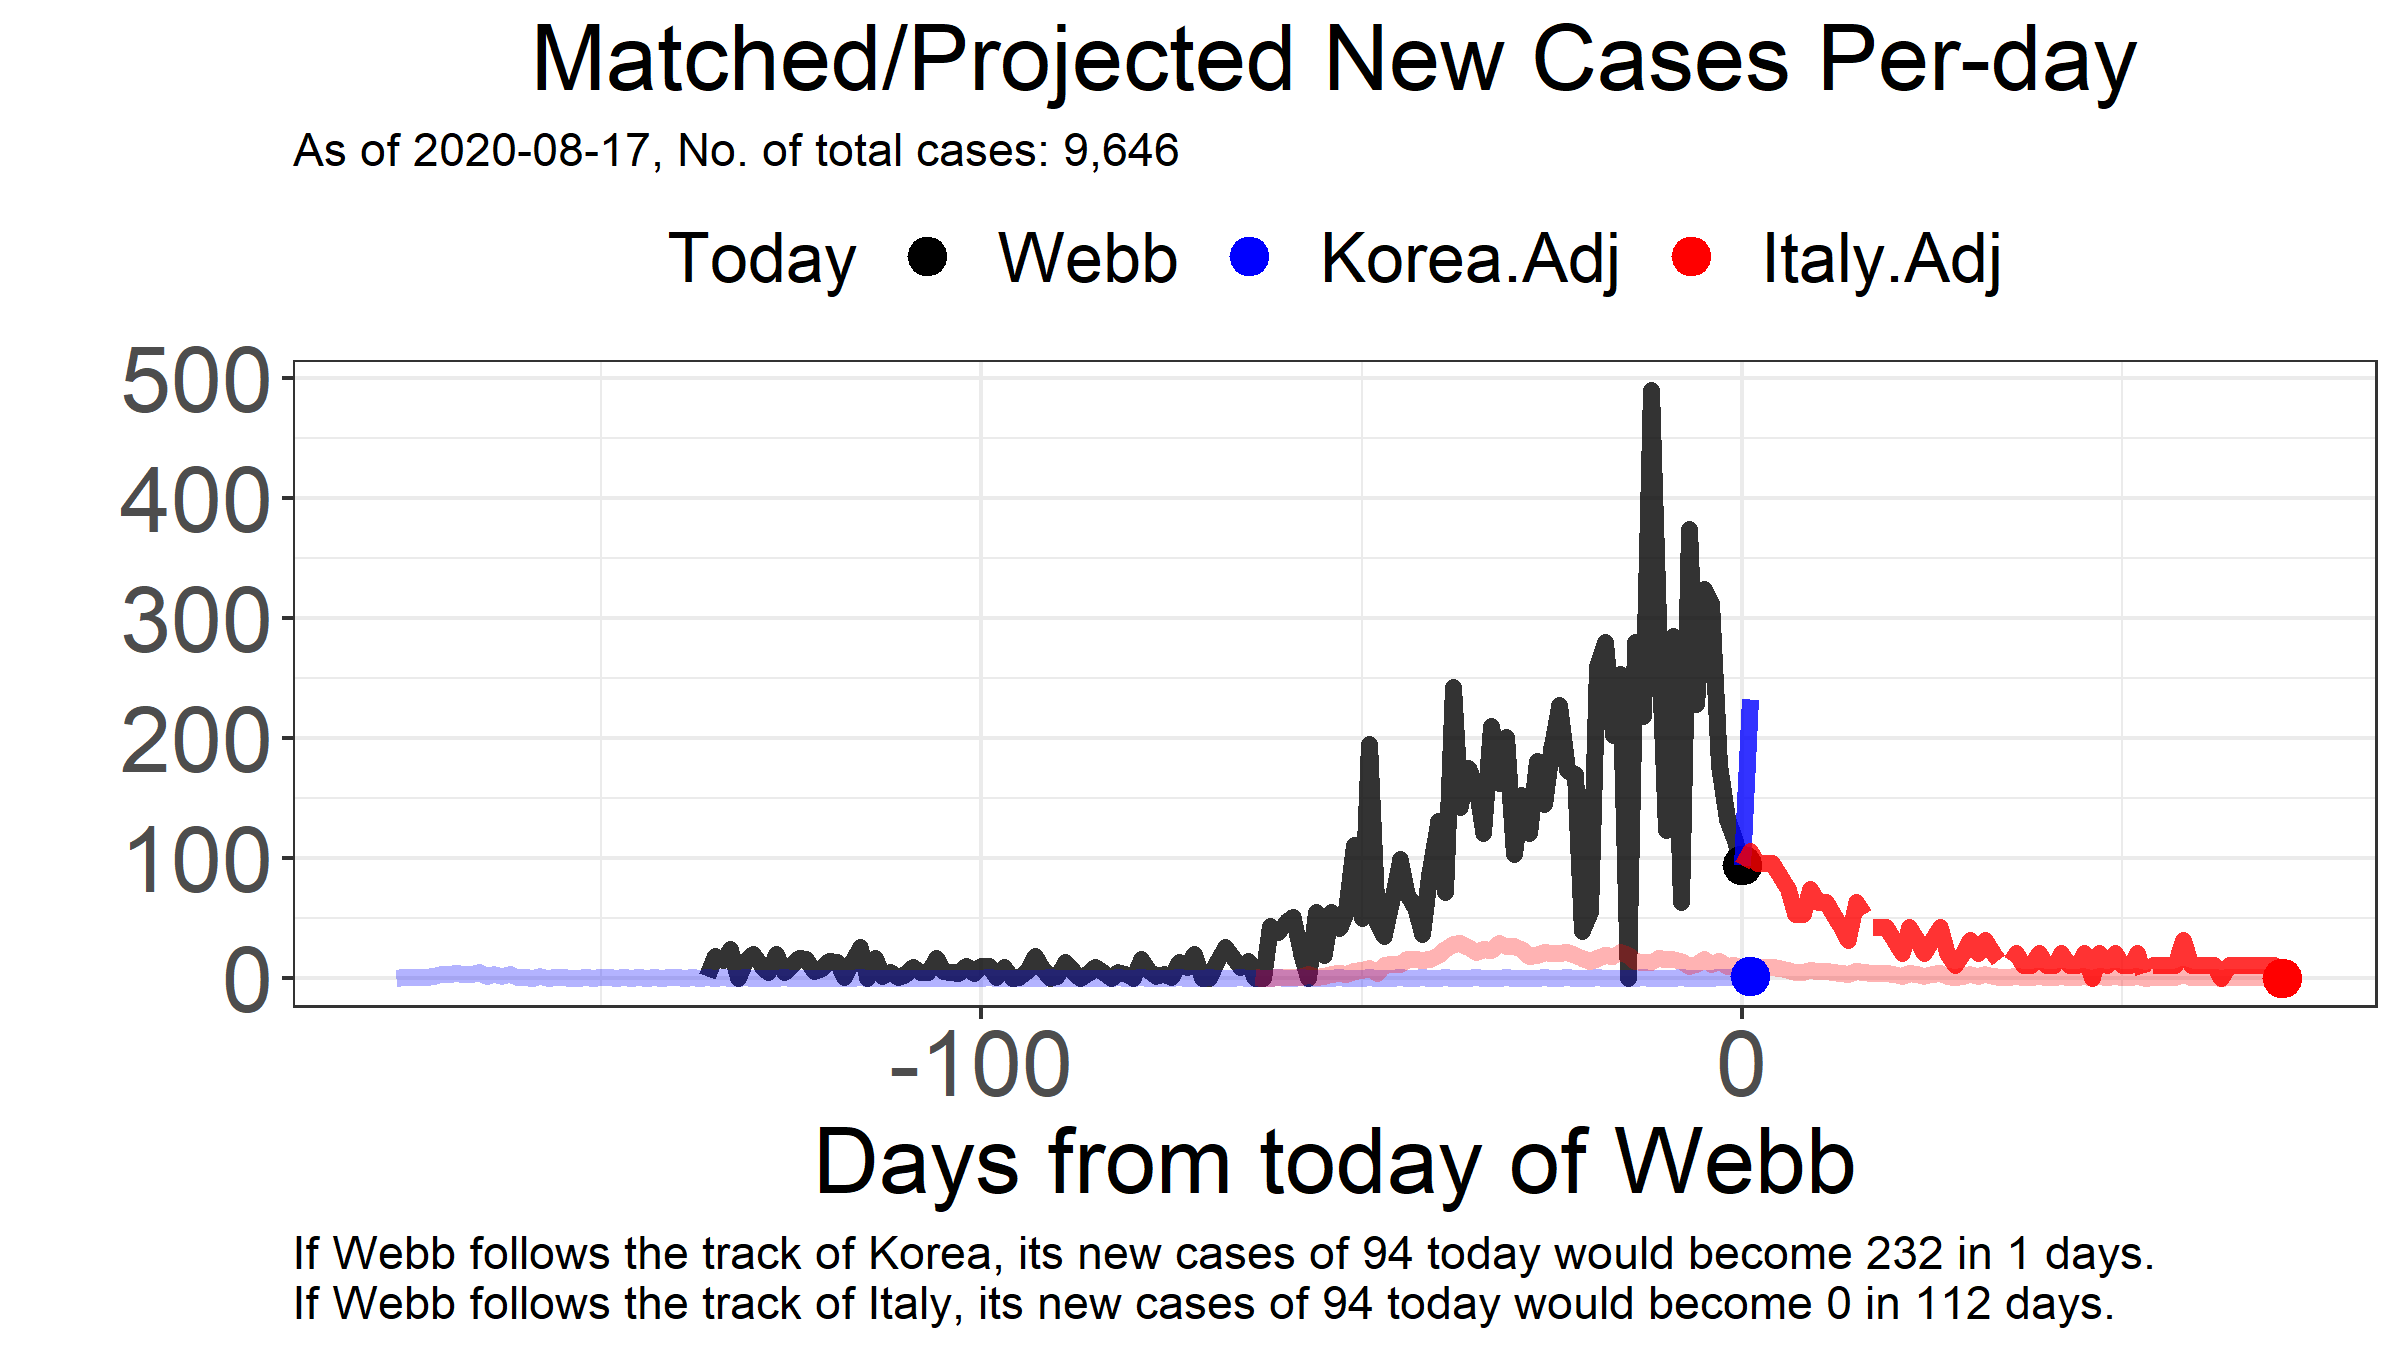 Matched/Projected New Cases Per-day
As of 2020-08-17, No. of total cases: 9,646
Today Webb Korea.Adj Italy.Adj
500
400
300
200
100
0
-100 0
Days from today of Webb
If Webb follows the track of Korea, its new cases of 94 today would become 232 in 1 days.
If Webb follows the track of Italy, its new cases of 94 today would become 0 in 112 days.